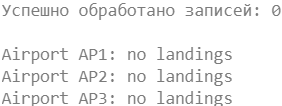 Успешно обработано записей: 0
Airport AP1: no landings
Airport AP2: no landings
Airport AP3: no landings